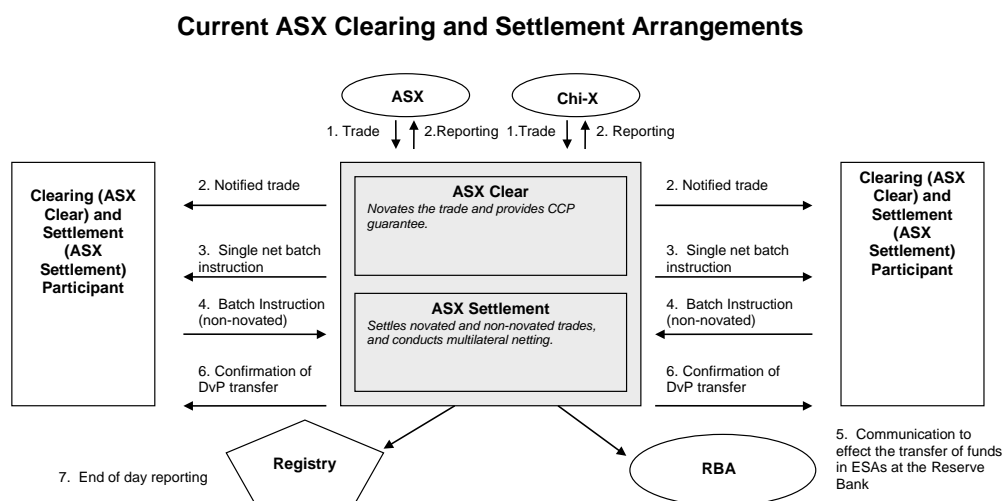 Current ASX Clearing and Settlement Arrangements
ASX
Chi-X
1. Trade
2.Reporting
1.Trade
2. Reporting
Clearing (ASX
Clear) and
Settlement
(ASX
Settlement)
Participant
2. Notified trade
3. Single net batch
instruction
4. Batch Instruction
(non-novated)
6. Confirmation of
DvP transfer
ASX Clear
Novates the trade and provides CCP
guarantee.
ASX Settlement
Settles novated and non-novated trades,
and conducts multilateral netting.
2. Notified trade
3. Single net batch
instruction
4. Batch Instruction
(non-novated)
6. Confirmation of
DvP transfer
Clearing (ASX
Clear) and
Settlement
(ASX
Settlement)
Participant
7. End of day reporting
Registry
RBA
5. Communication to
effect the transfer of funds
in ESAs at the Reserve
Bank